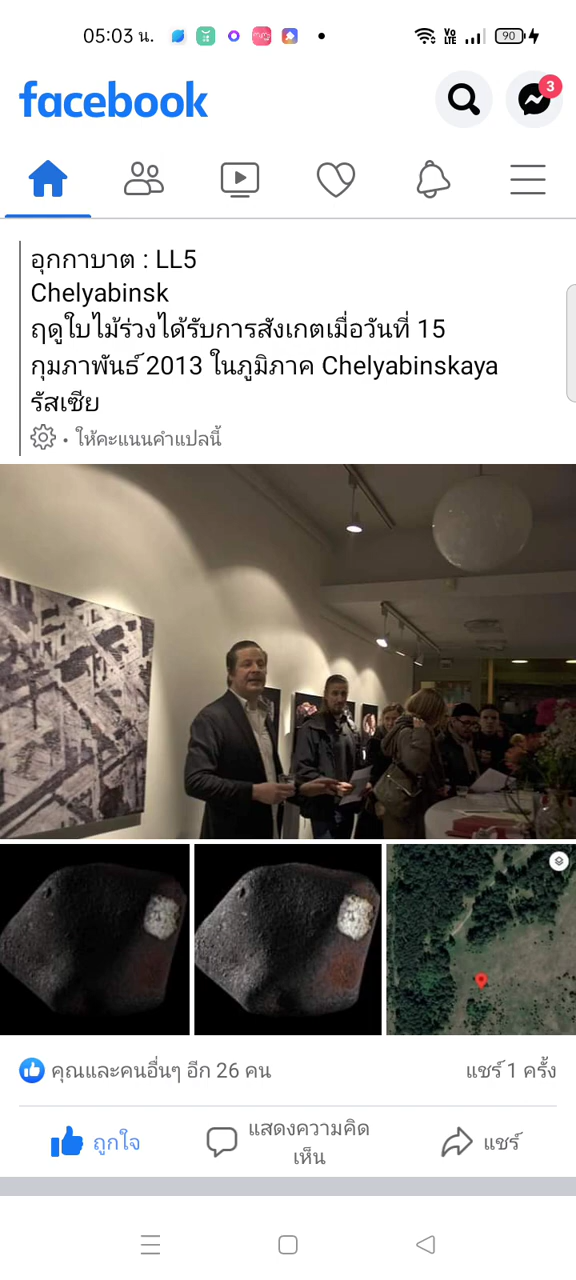 05:03 น.
VO LTE
90
facebook
3
อุกกาบาต : LL5
Chelyabinsk
ฤดูใบไม้ร่วงได้รับการสังเกตเมื่อวันที่ 15
กุมภาพันธ์ 2013 ในภูมิภาค Chelyabinskaya
รัสเซีย
· ให้คะแนนคำแปลนี้
คุณและคนอื่นๆ อีก 26 คน
แชร์ 1 ครั้ง
ถูกใจ
แสดงความคิด
เห็น
แชร์